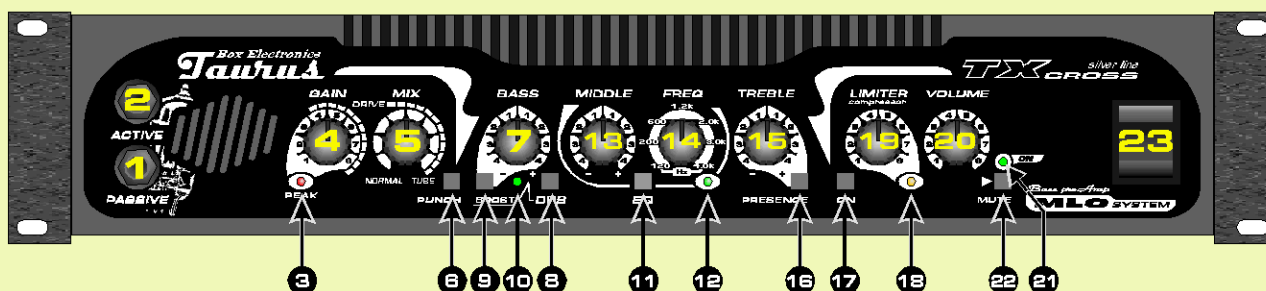 Box Electronics
Taurus
silver line
TX CROSS
GAIN MIX BASS MIDDLE FREQ TREBLE LIMITER VOLUME
compressor
DRIVE
1.2k
600 2.0k
200 3.0k
120 4.0k
Hz
2
4 5 7 13 14 15 19 20 23
ACTIVE
1
NORMAL TUBE
- +
- +
- +
ON
PEAK
PASSIVE
PUNCH BOOST DFB EQ PRESENCE ON MUTE
Bass pre Amp
MLO SYSTEM
3 6 9 10 8 11 12 16 17 18 22 21